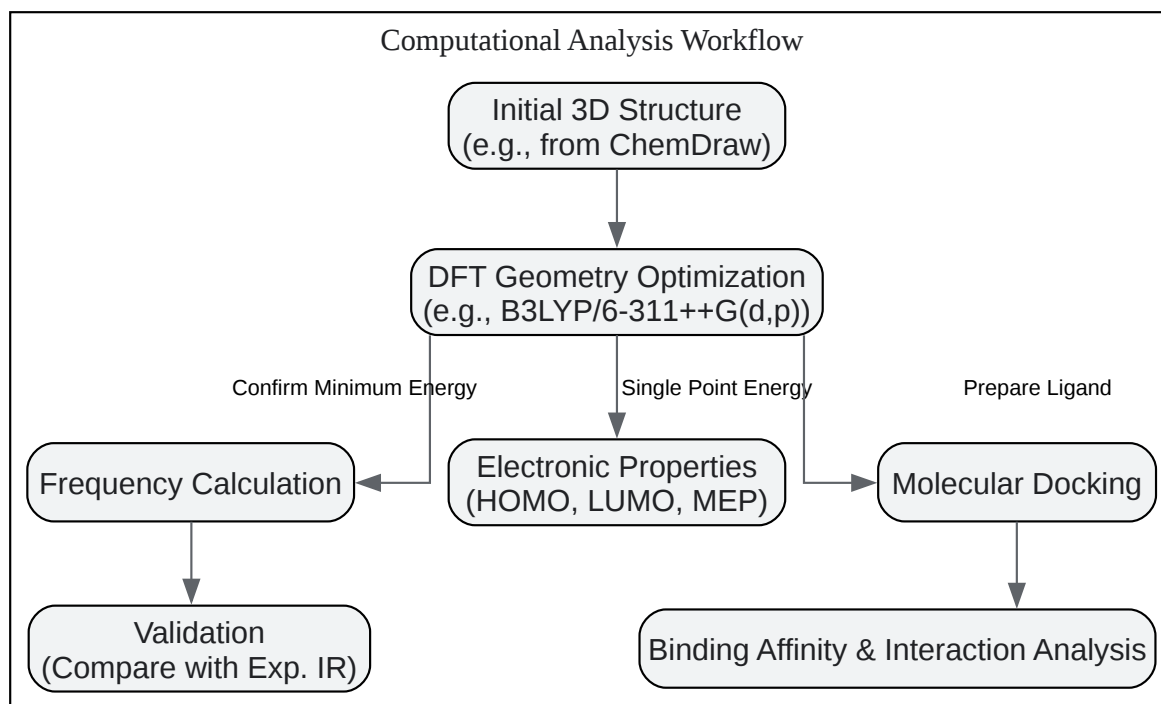 Computational Analysis Workflow
Initial 3D Structure
(e.g., from ChemDraw)
DFT Geometry Optimization
(e.g., B3LYP/6-311++G(d,p))
Confirm Minimum Energy
Single Point Energy
Prepare Ligand
Frequency Calculation
Electronic Properties
(HOMO, LUMO, MEP)
Molecular Docking
Validation
(Compare with Exp. IR)
Binding Affinity & Interaction Analysis